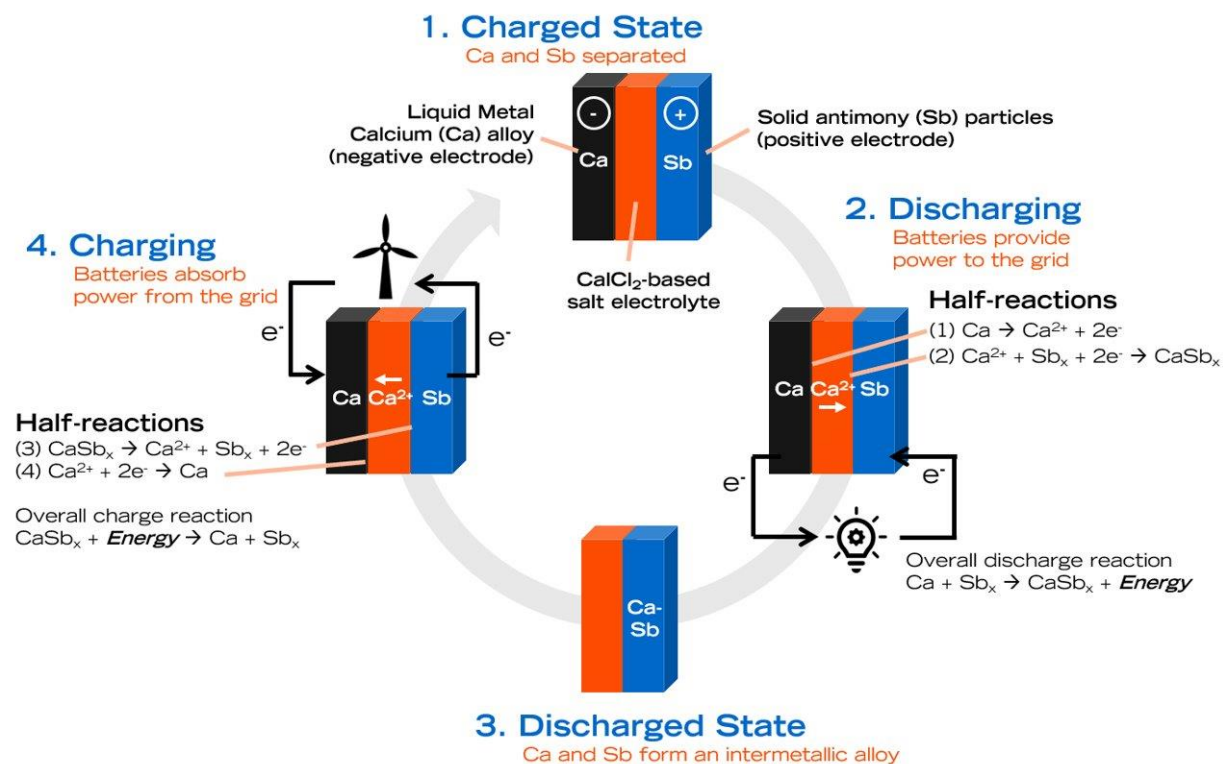 1. Charged State
Ca and Sb separated
Liquid Metal
Calcium (Ca) alloy
(negative electrode)
-
Ca
+
Sb
Solid antimony (Sb) particles
(positive electrode)
CalCl₂-based
salt electrolyte
2. Discharging
Batteries provide
power to the grid
Half-reactions
(1) Ca → Ca²⁺ + 2e⁻
(2) Ca²⁺ + Sbₓ + 2e⁻ → CaSbₓ
Ca Ca²⁺ Sb
e⁻
e⁻
Overall discharge reaction
Ca + Sbₓ → CaSbₓ + Energy
Ca-
Sb
3. Discharged State
Ca and Sb form an intermetallic alloy
4. Charging
Batteries absorb
power from the grid
e⁻
e⁻
Ca Ca²⁺ Sb
Half-reactions
(3) CaSbₓ → Ca²⁺ + Sbₓ + 2e⁻
(4) Ca²⁺ + 2e⁻ → Ca
Overall charge reaction
CaSbₓ + Energy → Ca + Sbₓ